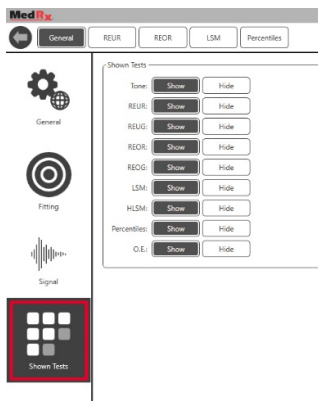 MedRx
General REUR REOR LSM Percentiles
General
Fitting
Signal
Shown Tests
Shown Tests
Tone: Show Hide
REUR: Show Hide
REUG: Show Hide
REOR: Show Hide
REOG: Show Hide
LSM: Show Hide
HLSM: Show Hide
Percentiles: Show Hide
O.E.: Show Hide